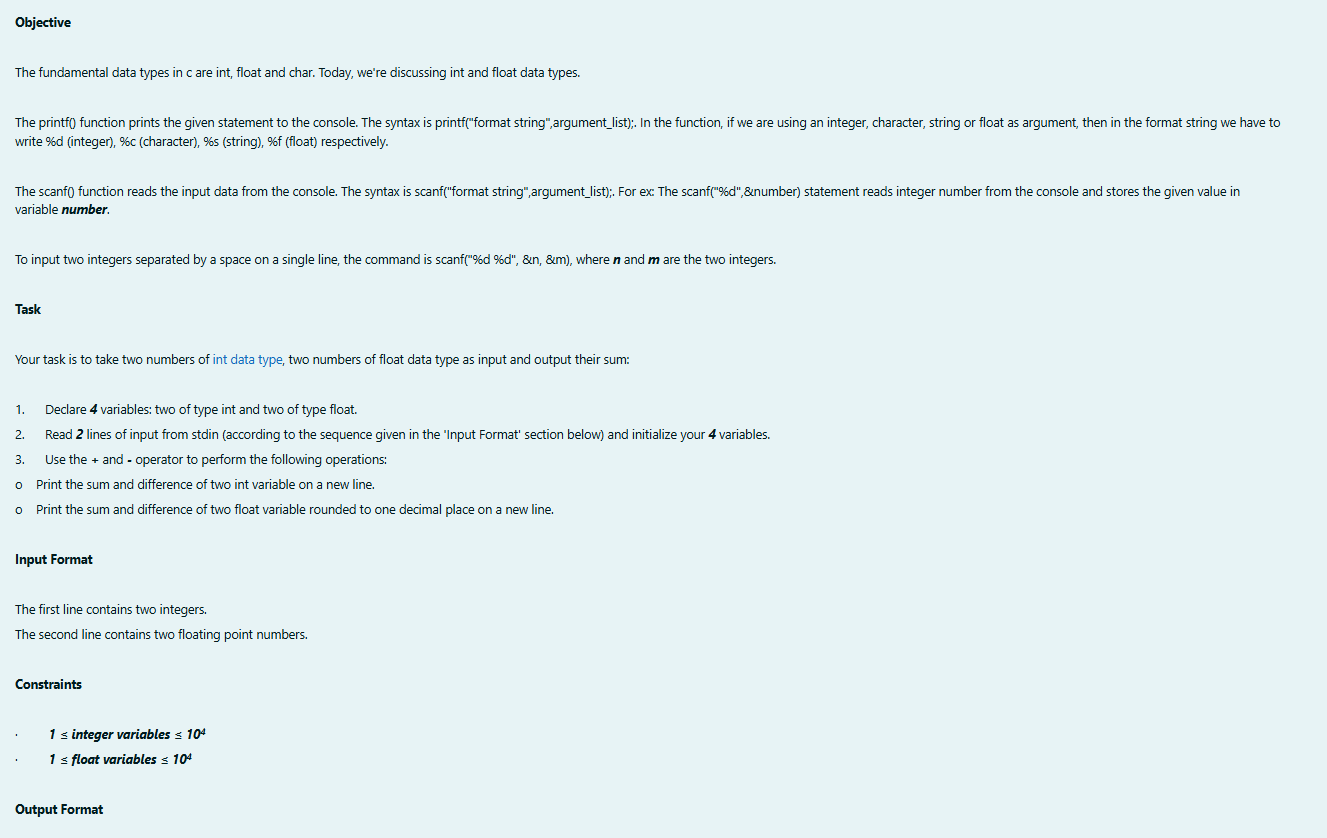 Objective
The fundamental data types in c are int, float and char. Today, we're discussing int and float data types.
The printf() function prints the given statement to the console. The syntax is printf("format string",argument_list);. In the function, if we are using an integer, character, string or float as argument, then in the format string we have to
write %d (integer), %c (character), %s (string), %f (float) respectively.
The scanf() function reads the input data from the console. The syntax is scanf("format string",argument_list);. For ex: The scanf("%d",&number) statement reads integer number from the console and stores the given value in
variable number.
To input two integers separated by a space on a single line, the command is scanf("%d %d", &n, &m), where n and m are the two integers.
Task
Your task is to take two numbers of int data type, two numbers of float data type as input and output their sum:
1. Declare 4 variables: two of type int and two of type float.
2. Read 2 lines of input from stdin (according to the sequence given in the 'Input Format' section below) and initialize your 4 variables.
3. Use the + and - operator to perform the following operations:
o Print the sum and difference of two int variable on a new line.
o Print the sum and difference of two float variable rounded to one decimal place on a new line.
Input Format
The first line contains two integers.
The second line contains two floating point numbers.
Constraints
· 1 ≤ integer variables ≤ 10⁴
· 1 ≤ float variables ≤ 10⁴
Output Format